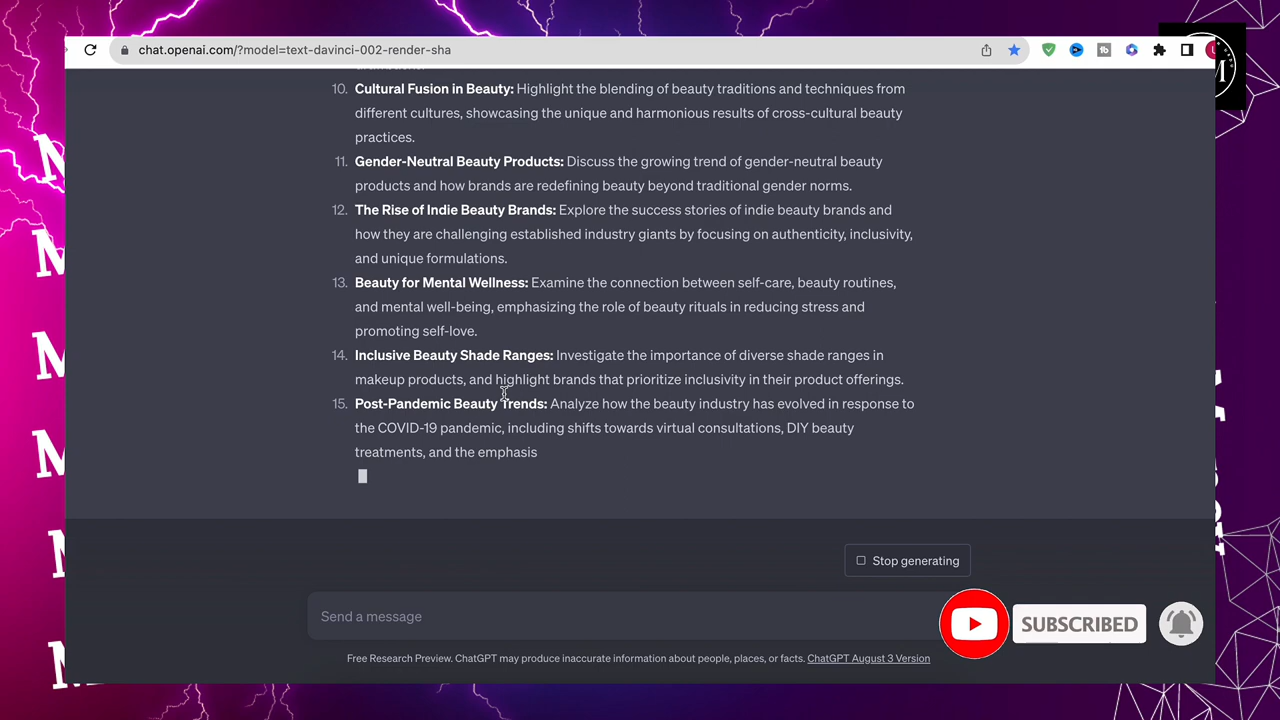 chat.openai.com/?model=text-davinci-002-render-sha
10. Cultural Fusion in Beauty: Highlight the blending of beauty traditions and techniques from
different cultures, showcasing the unique and harmonious results of cross-cultural beauty
practices.
11. Gender-Neutral Beauty Products: Discuss the growing trend of gender-neutral beauty
products and how brands are redefining beauty beyond traditional gender norms.
12. The Rise of Indie Beauty Brands: Explore the success stories of indie beauty brands and
how they are challenging established industry giants by focusing on authenticity, inclusivity,
and unique formulations.
13. Beauty for Mental Wellness: Examine the connection between self-care, beauty routines,
and mental well-being, emphasizing the role of beauty rituals in reducing stress and
promoting self-love.
14. Inclusive Beauty Shade Ranges: Investigate the importance of diverse shade ranges in
makeup products, and highlight brands that prioritize inclusivity in their product offerings.
15. Post-Pandemic Beauty Trends: Analyze how the beauty industry has evolved in response to
the COVID-19 pandemic, including shifts towards virtual consultations, DIY beauty
treatments, and the emphasis
Stop generating
Send a message
SUBSCRIBED
Free Research Preview. ChatGPT may produce inaccurate information about people, places, or facts. ChatGPT August 3 Version